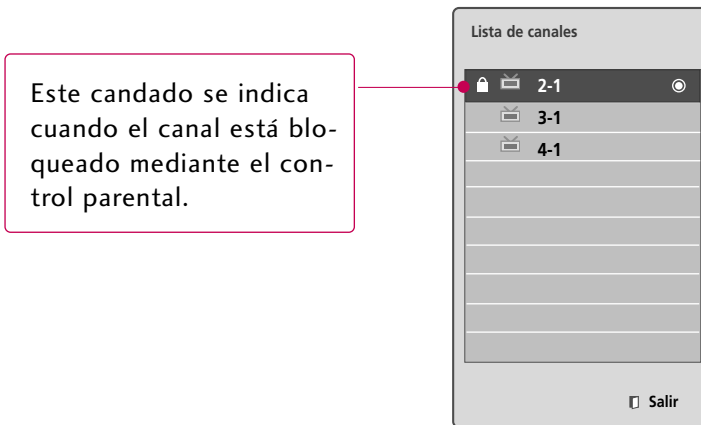 Lista de canales
Este candado se indica
cuando el canal está blo-
queado mediante el con-
trol parental.
2-1
3-1
4-1
Salir